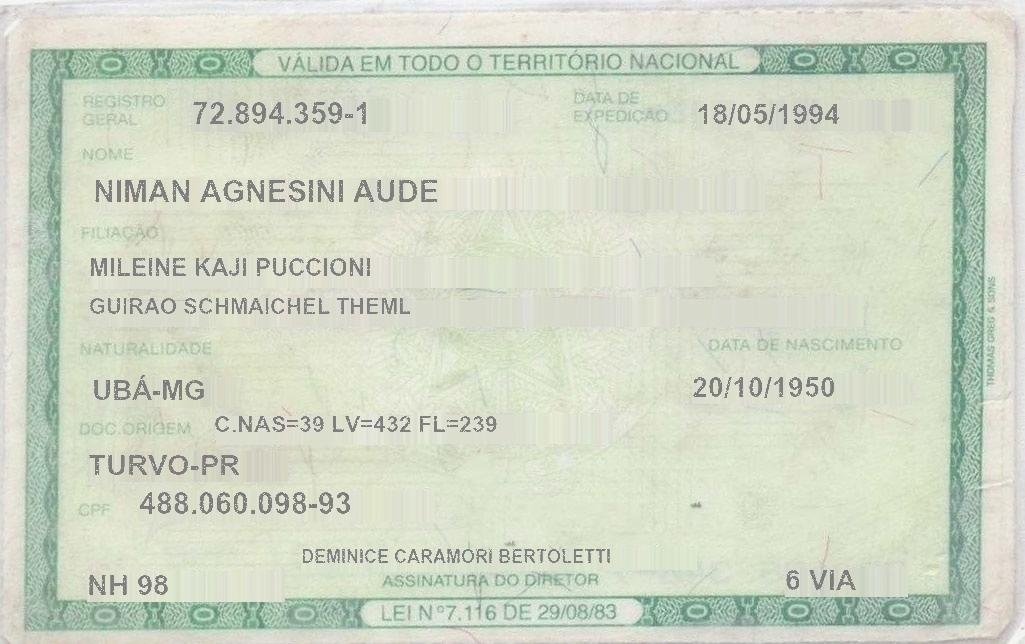 VÁLIDA EM TODO O TERRITÓRIO NACIONAL
REGISTRO GERAL 72.894.359-1 DATA DE EXPEDIÇÃO 18/05/1994
NOME
NIMAN AGNESINI AUDE
FILIAÇÃO
MILEINE KAJI PUCCIONI
GUIRAO SCHMAICHEL THEML
NATURALIDADE DATA DE NASCIMENTO
UBÁ-MG 20/10/1950
DOC.ORIGEM C.NAS=39 LV=432 FL=239
TURVO-PR
CPF 488.060.098-93
DEMINICE CARAMORI BERTOLETTI
NH 98 ASSINATURA DO DIRETOR 6 VIA
LEI Nº7.116 DE 29/08/83
THOMAS GREG & SONS